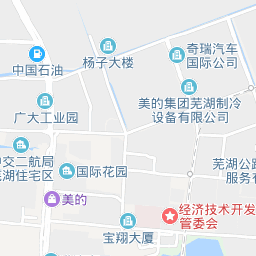 杨子大楼
奇瑞汽车
国际公司
中国石油
美的集团芜湖制冷
设备有限公司
广大工业园
中交二航局
芜湖住宅区
国际花园
芜湖公路
服务有
美的
经济技术开发
管委会
宝翔大厦